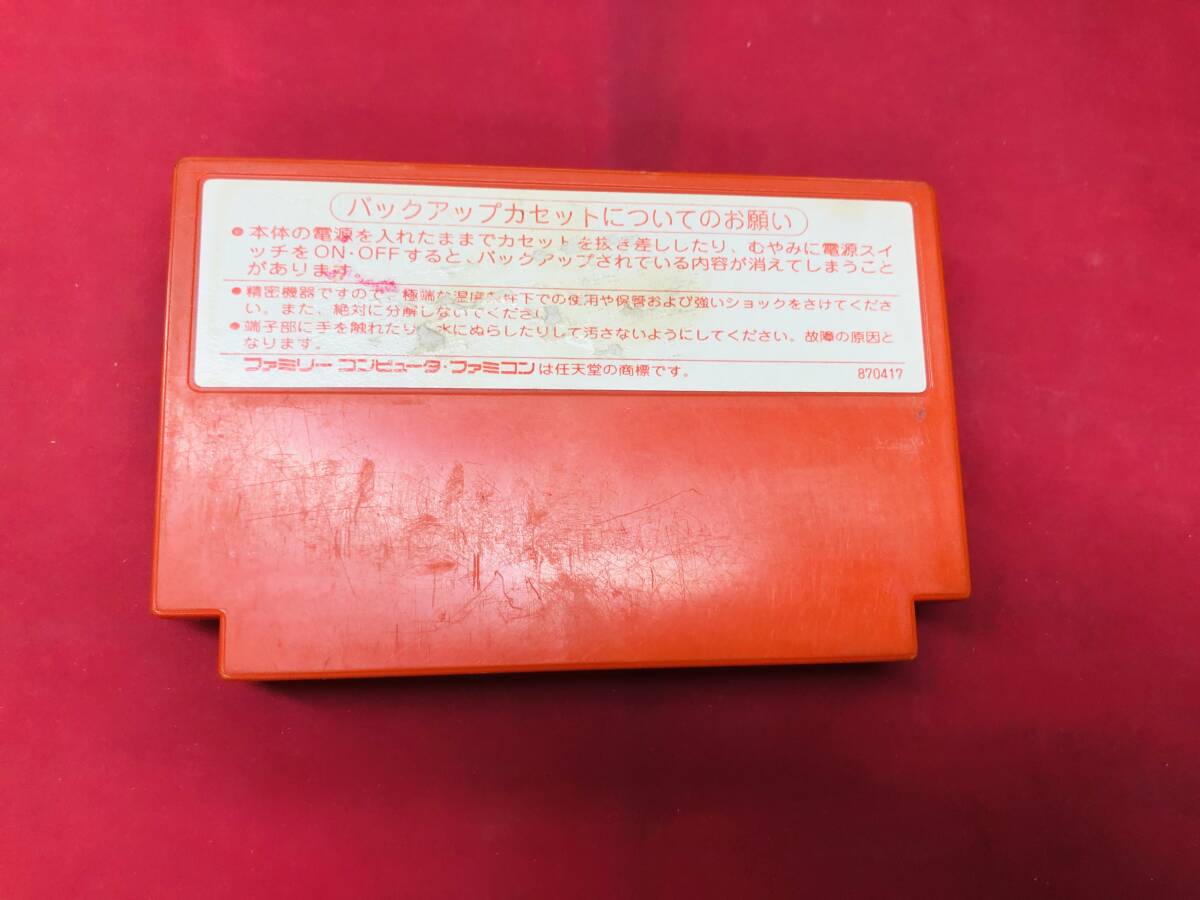 バックアップカセットについてのお願い
●本体の電源を入れたままでカセットを抜き差ししたり、むやみに電源スイ
ッチをON・OFFすると、バックアップされている内容が消えてしまうこと
があります。
●精密機器ですので、極端な温度条件下での使用や保管および強いショックをさけてくださ
い。また、絶対に分解しないでください
●端子部に手を触れたり、水にぬらしたりして汚さないようにしてください。故障の原因と
なります。
ファミリーコンピュータ・ファミコンは任天堂の商標です。
870417